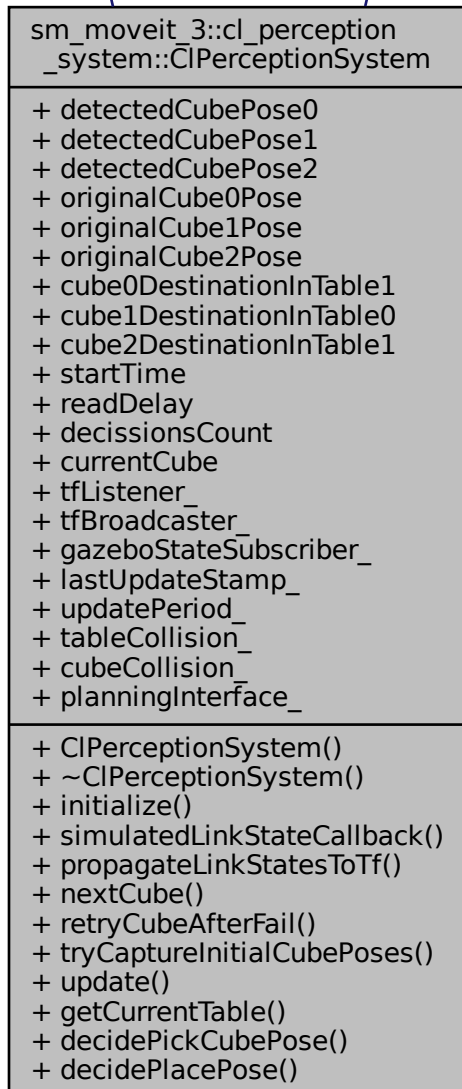 sm_moveit_3::cl_perception
_system::ClPerceptionSystem
+ detectedCubePose0
+ detectedCubePose1
+ detectedCubePose2
+ originalCube0Pose
+ originalCube1Pose
+ originalCube2Pose
+ cube0DestinationInTable1
+ cube1DestinationInTable0
+ cube2DestinationInTable1
+ startTime
+ readDelay
+ decissionsCount
+ currentCube
+ tfListener_
+ tfBroadcaster_
+ gazeboStateSubscriber_
+ lastUpdateStamp_
+ updatePeriod_
+ tableCollision_
+ cubeCollision_
+ planningInterface_
+ ClPerceptionSystem()
+ ~ClPerceptionSystem()
+ initialize()
+ simulatedLinkStateCallback()
+ propagateLinkStatesToTf()
+ nextCube()
+ retryCubeAfterFail()
+ tryCaptureInitialCubePoses()
+ update()
+ getCurrentTable()
+ decidePickCubePose()
+ decidePlacePose()